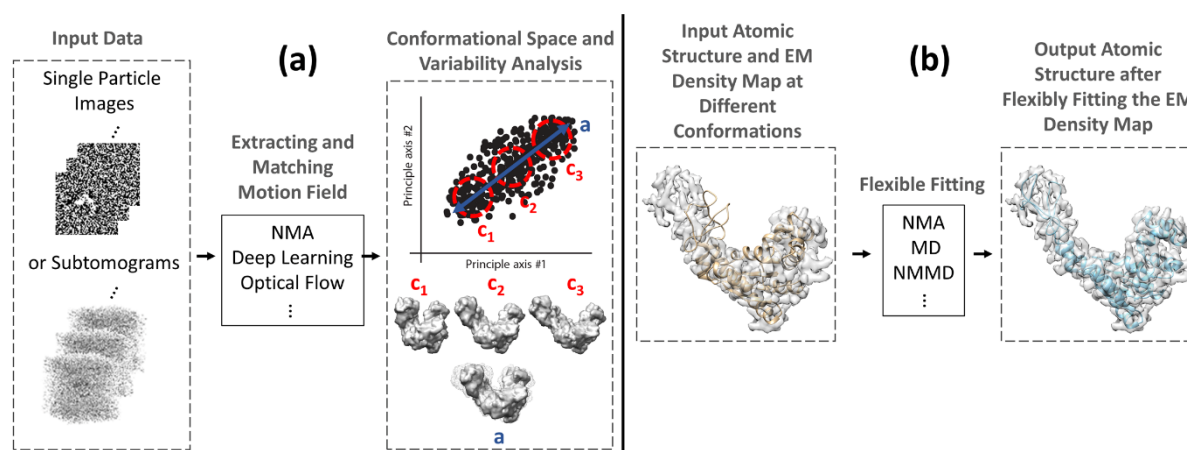 Input Data
(a)
Single Particle
Images
...
or Subtomograms
...
Extracting and
Matching
Motion Field
NMA
Deep Learning
Optical Flow
...
Conformational Space and
Variability Analysis
Principle axis #2
a
c3
c2
c1
Principle axis #1
c1 c2 c3
a
Input Atomic
Structure and EM
Density Map at
Different
Conformations
(b)
Flexible Fitting
NMA
MD
NMMD
...
Output Atomic
Structure after
Flexibly Fitting the EM
Density Map